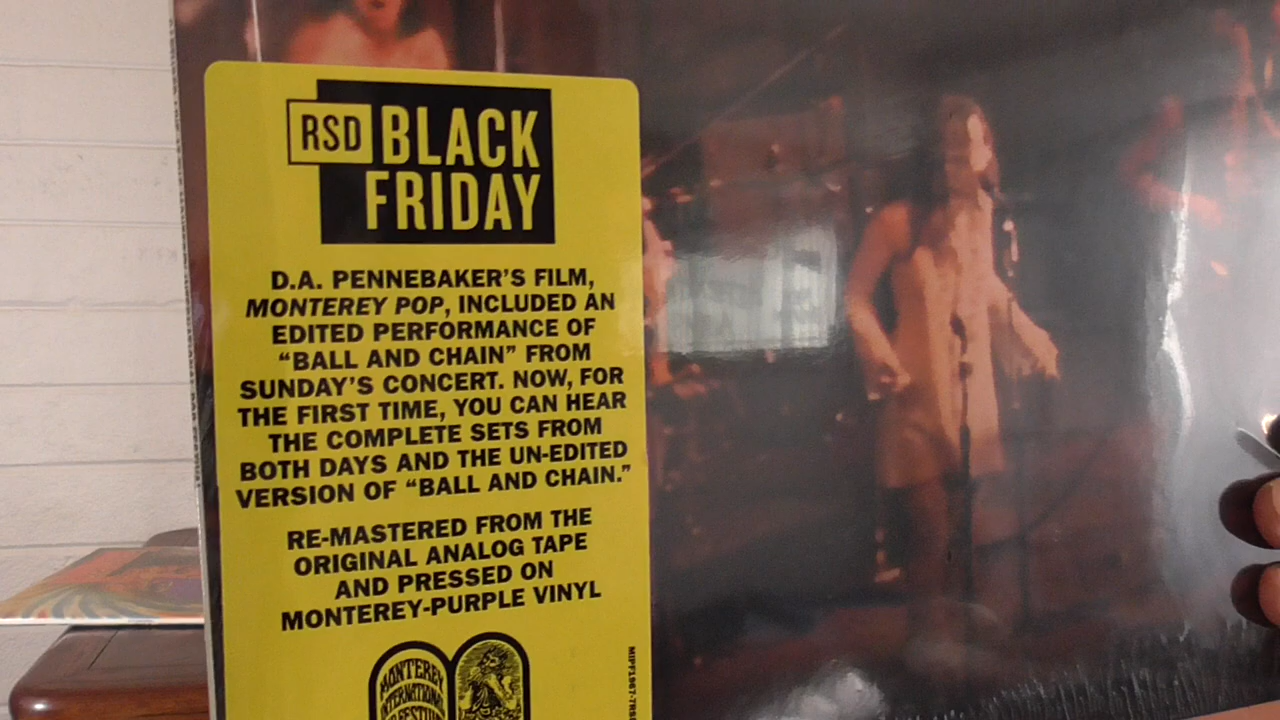 RSD BLACK
FRIDAY
D.A. PENNEBAKER'S FILM,
MONTEREY POP, INCLUDED AN
EDITED PERFORMANCE OF
“BALL AND CHAIN” FROM
SUNDAY'S CONCERT. NOW, FOR
THE FIRST TIME, YOU CAN HEAR
THE COMPLETE SETS FROM
BOTH DAYS AND THE UN-EDITED
VERSION OF “BALL AND CHAIN.”
RE-MASTERED FROM THE
ORIGINAL ANALOG TAPE
AND PRESSED ON
MONTEREY-PURPLE VINYL
MONTEREY
INTERNATIONAL